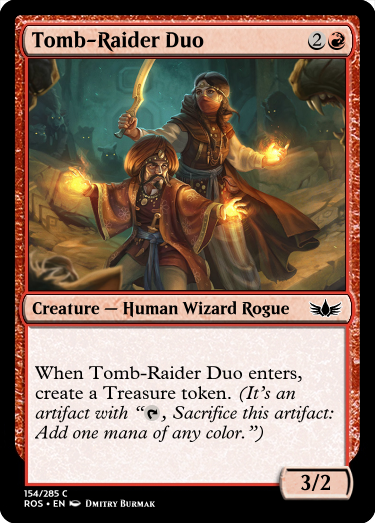 Tomb-Raider Duo 2
Creature — Human Wizard Rogue
When Tomb-Raider Duo enters,
create a Treasure token. (It's an
artifact with “, Sacrifice this artifact:
Add one mana of any color.”)
3/2
154/285 C
ROS • EN Dmitry Burmak